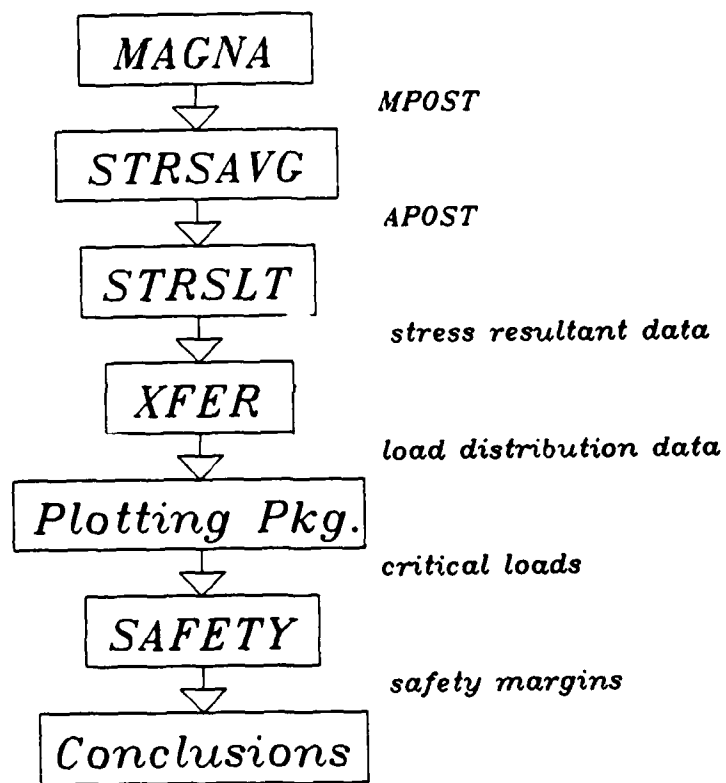 MAGNA
MPOST
STRSAVG
APOST
STRSLT
stress resultant data
XFER
load distribution data
Plotting Pkg.
critical loads
SAFETY
safety margins
Conclusions